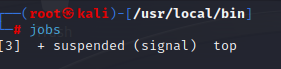 (root㉿kali)-[/usr/local/bin]
# jobs
[3]  + suspended (signal)  top